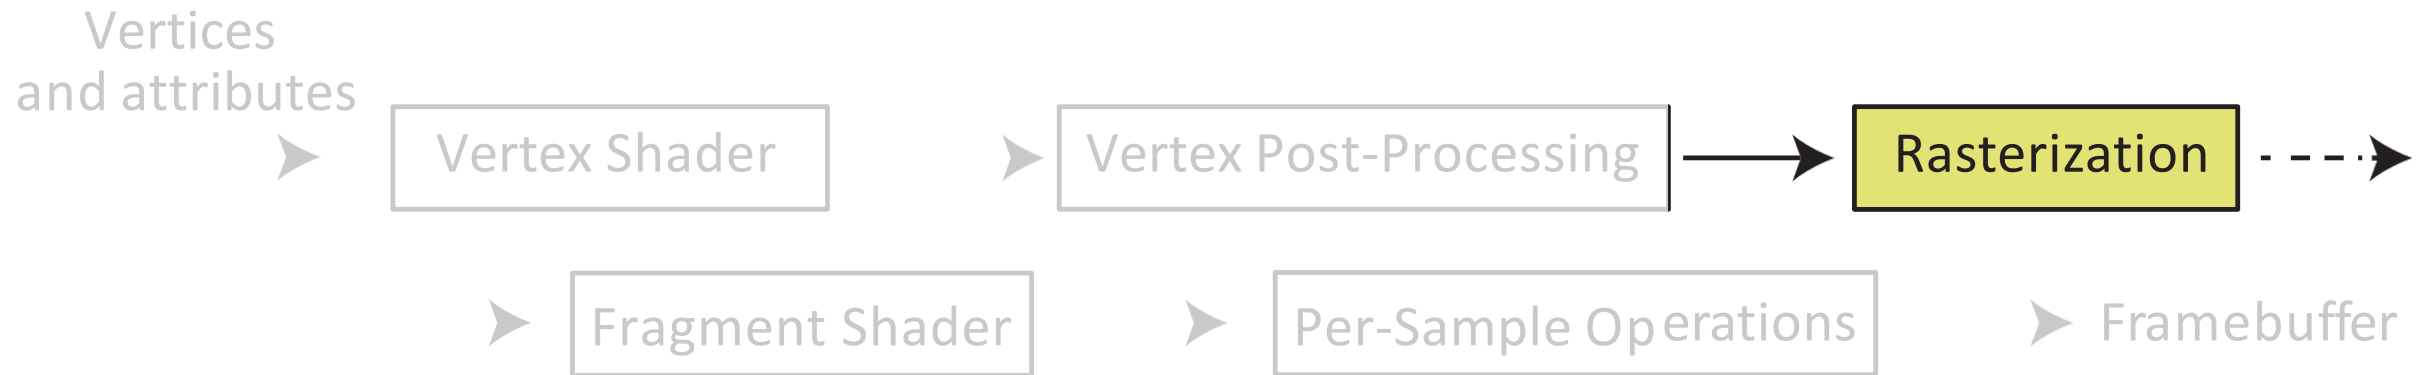 Vertices
and attributes
Vertex Shader
Vertex Post-Processing
Rasterization
Fragment Shader
Per-Sample Operations
Framebuffer